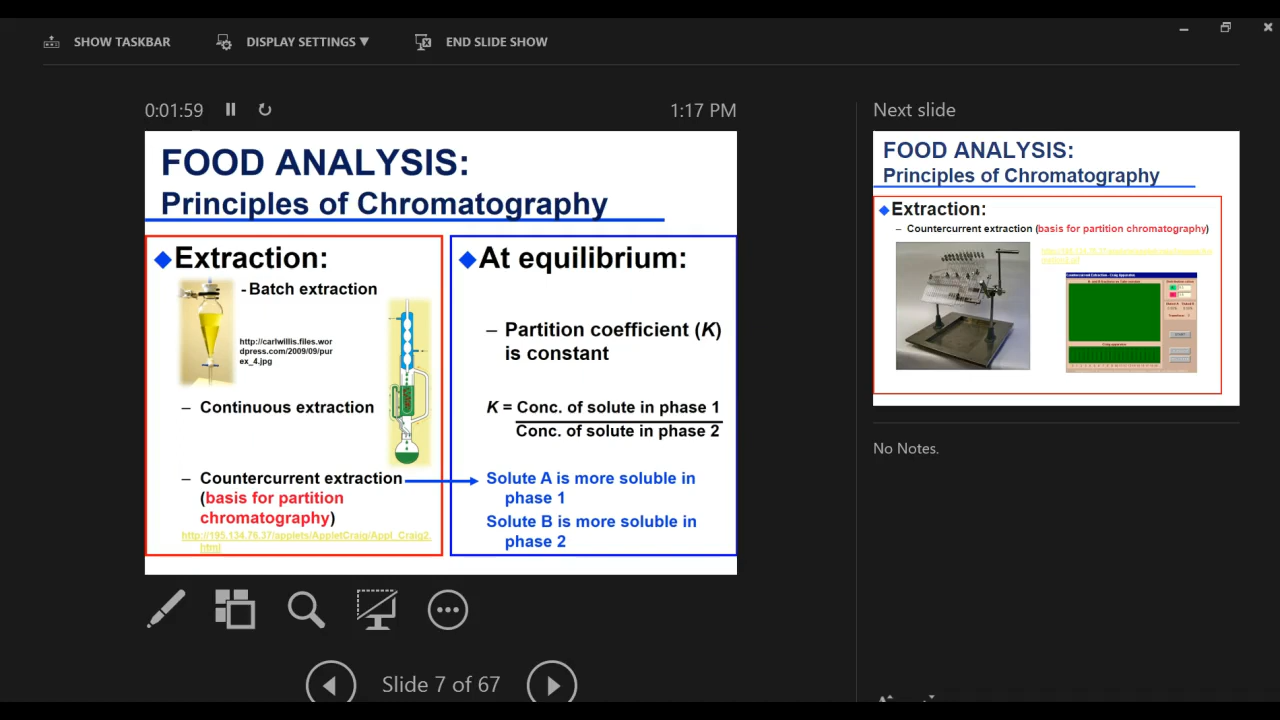 SHOW TASKBAR
DISPLAY SETTINGS ▼
END SLIDE SHOW
0:01:59
1:17 PM
FOOD ANALYSIS:
Principles of Chromatography
Extraction:
- Batch extraction
http://carlwillis.files.wor
dpress.com/2009/09/pur
ex_4.jpg
– Continuous extraction
– Countercurrent extraction
(basis for partition
chromatography)
http://195.134.76.37/applets/AppletCraig/Appl_Craig2.
html
At equilibrium:
– Partition coefficient (K)
is constant
K = Conc. of solute in phase 1
Conc. of solute in phase 2
Solute A is more soluble in
phase 1
Solute B is more soluble in
phase 2
Slide 7 of 67
Next slide
FOOD ANALYSIS:
Principles of Chromatography
Extraction:
– Countercurrent extraction (basis for partition chromatography)
Countercurrent Extraction - Craig Apparatus
No Notes.